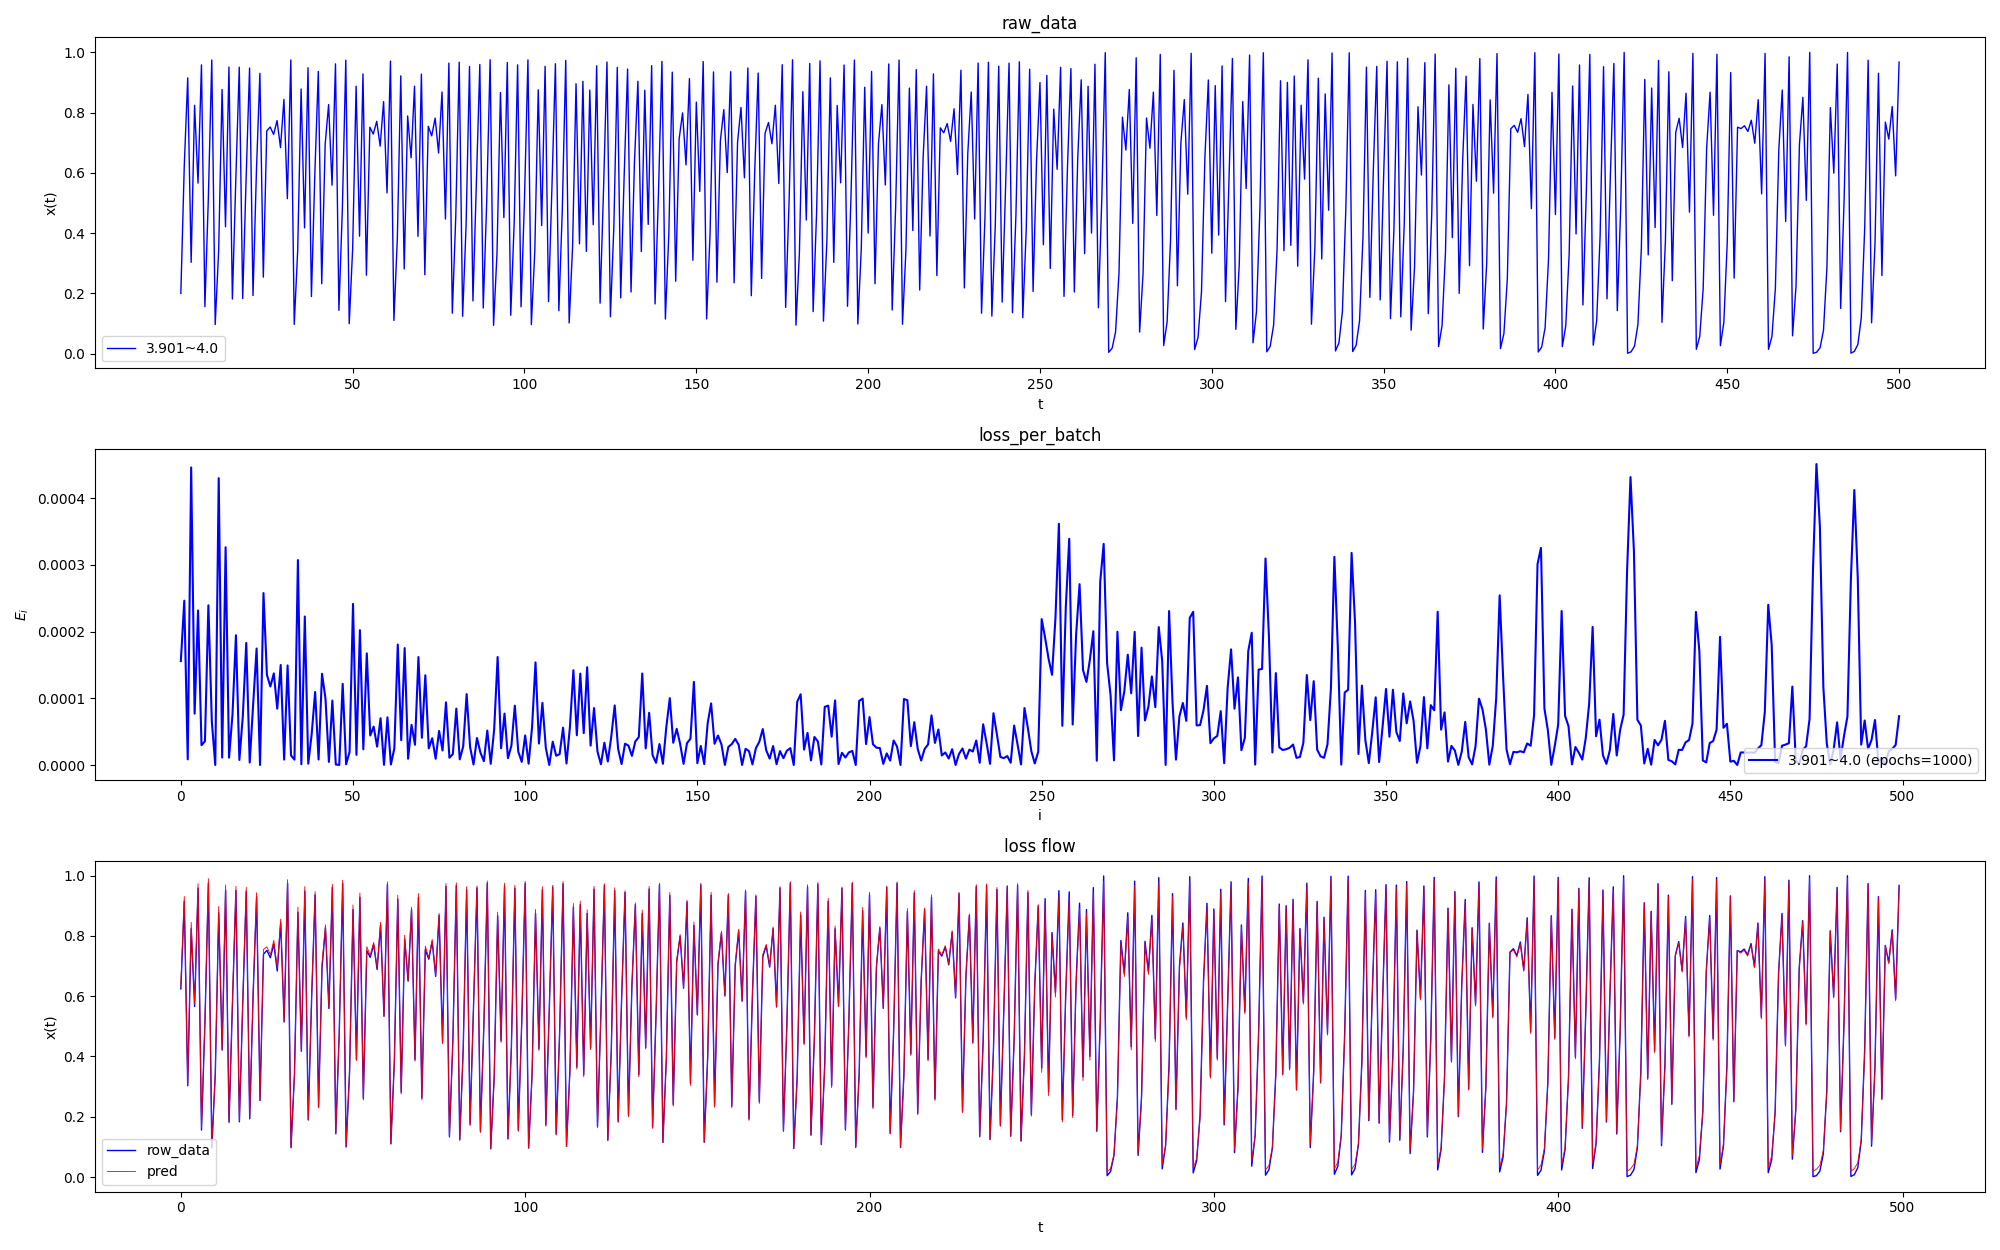 raw_data
1.0
0.8
0.6
0.4
0.2
0.0
x(t)
3.901~4.0
50 100 150 200 250 300 350 400 450 500
t
loss_per_batch
0.0004
0.0003
0.0002
0.0001
0.0000
E_i
3.901~4.0 (epochs=1000)
0 50 100 150 200 250 300 350 400 450 500
i
loss flow
1.0
0.8
0.6
0.4
0.2
0.0
x(t)
row_data
pred
0 100 200 300 400 500
t